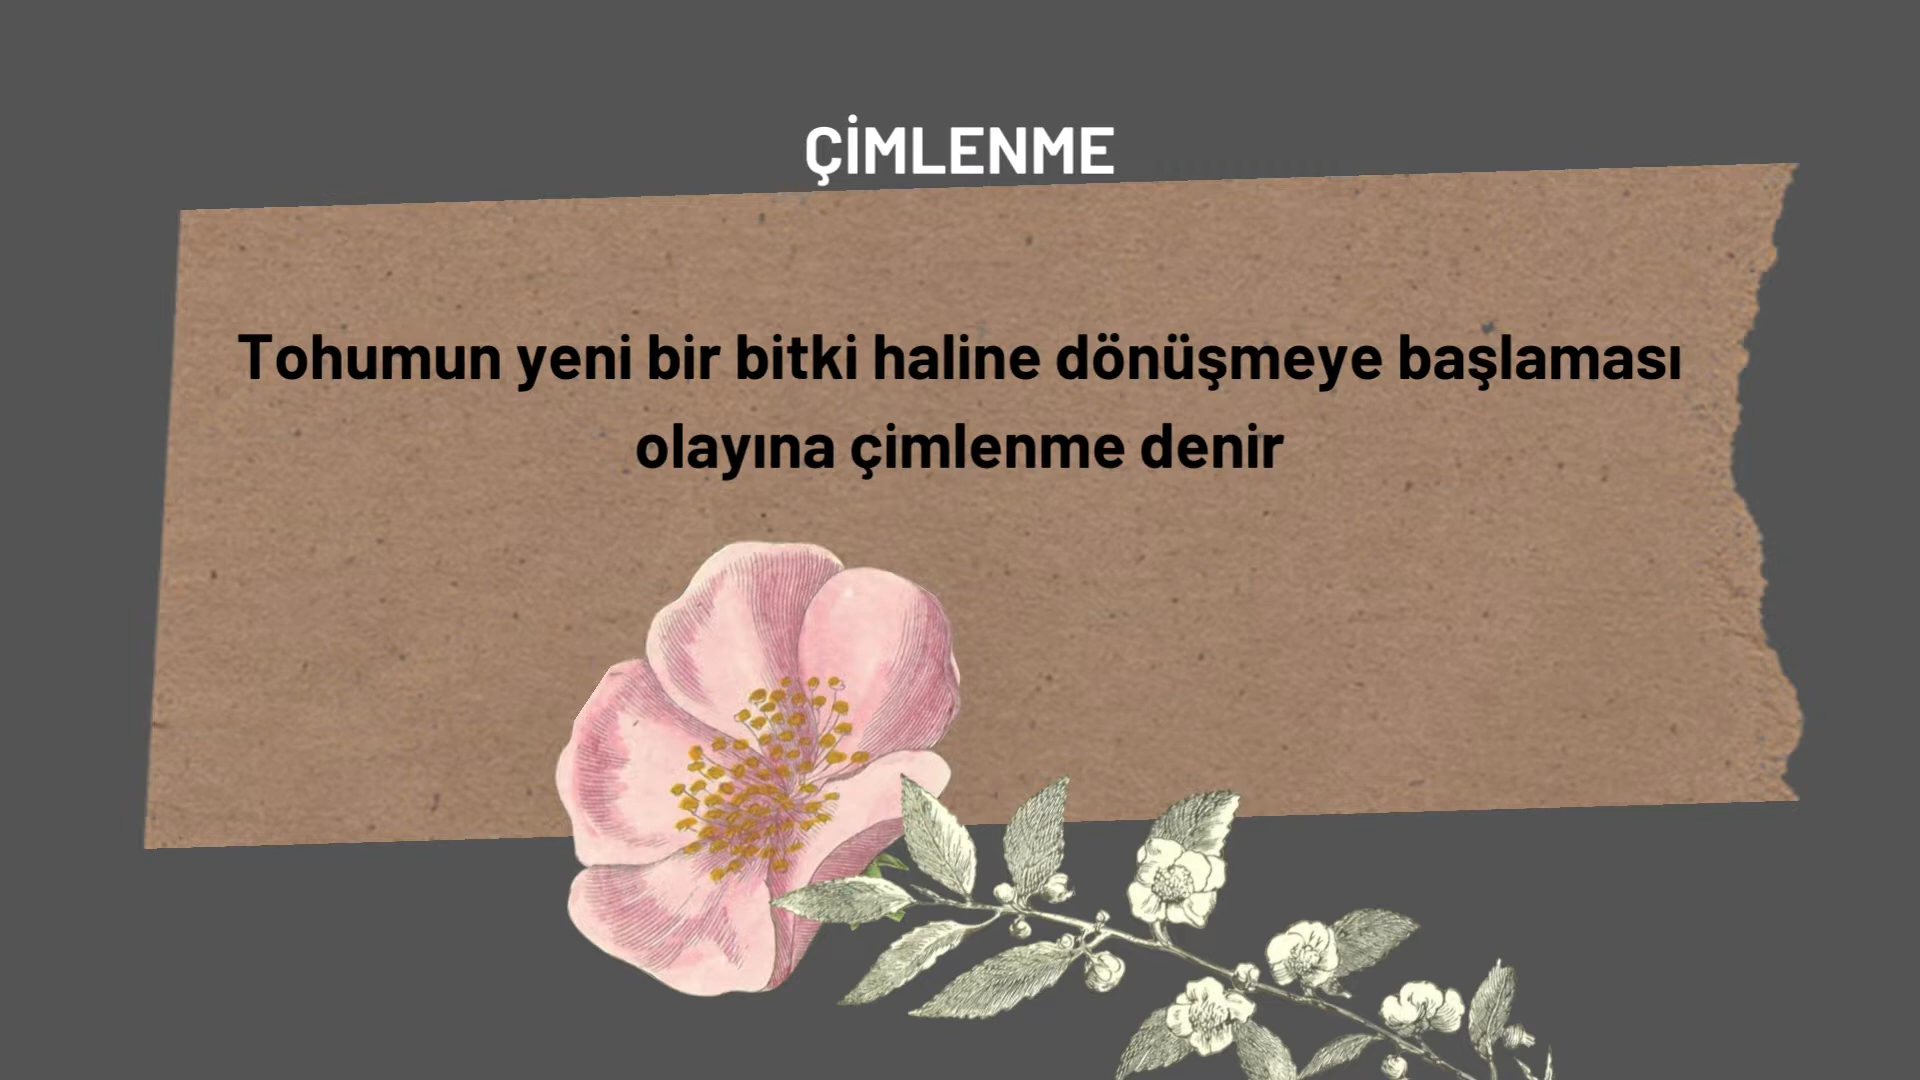 ÇİMLENME
Tohumun yeni bir bitki haline dönüşmeye başlaması
olayına çimlenme denir